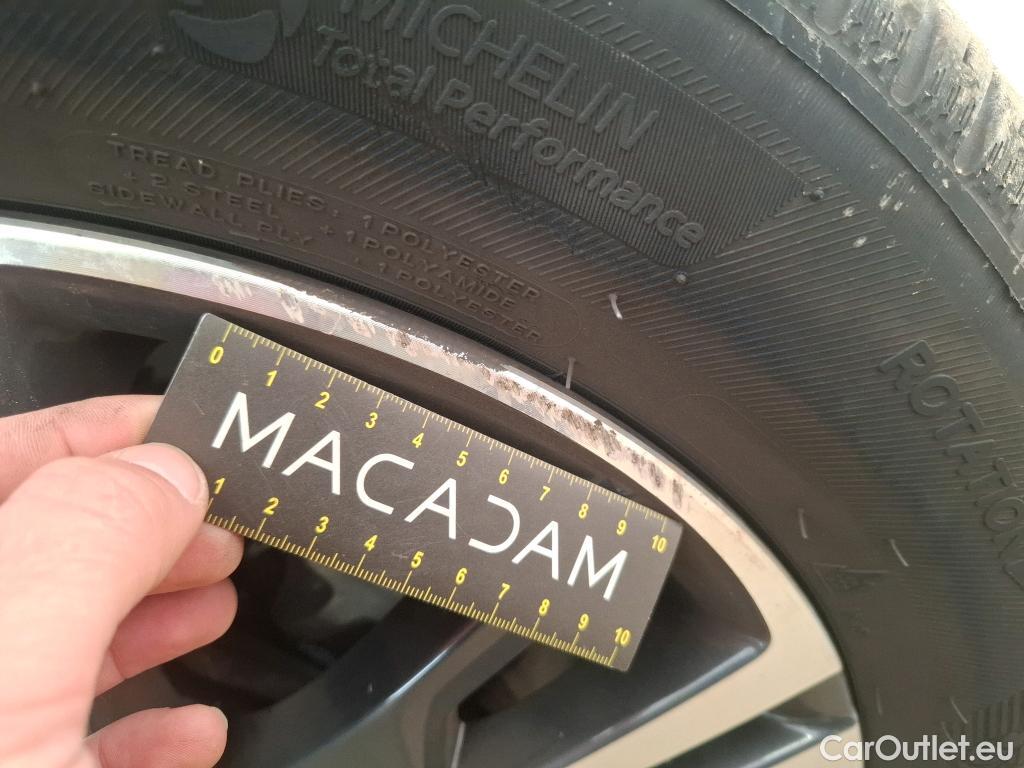 MICHELIN
Total Performance
TREAD PLIES: 1 POLYESTER
+ 2 STEEL + 1 POLYAMIDE
SIDEWALL PLY : 1 POLYESTER
ROTATION
0 1 2 3 4 5 6 7 8 9 10
MACADAM
1 2 3 4 5 6 7 8 9 10
CarOutlet.eu